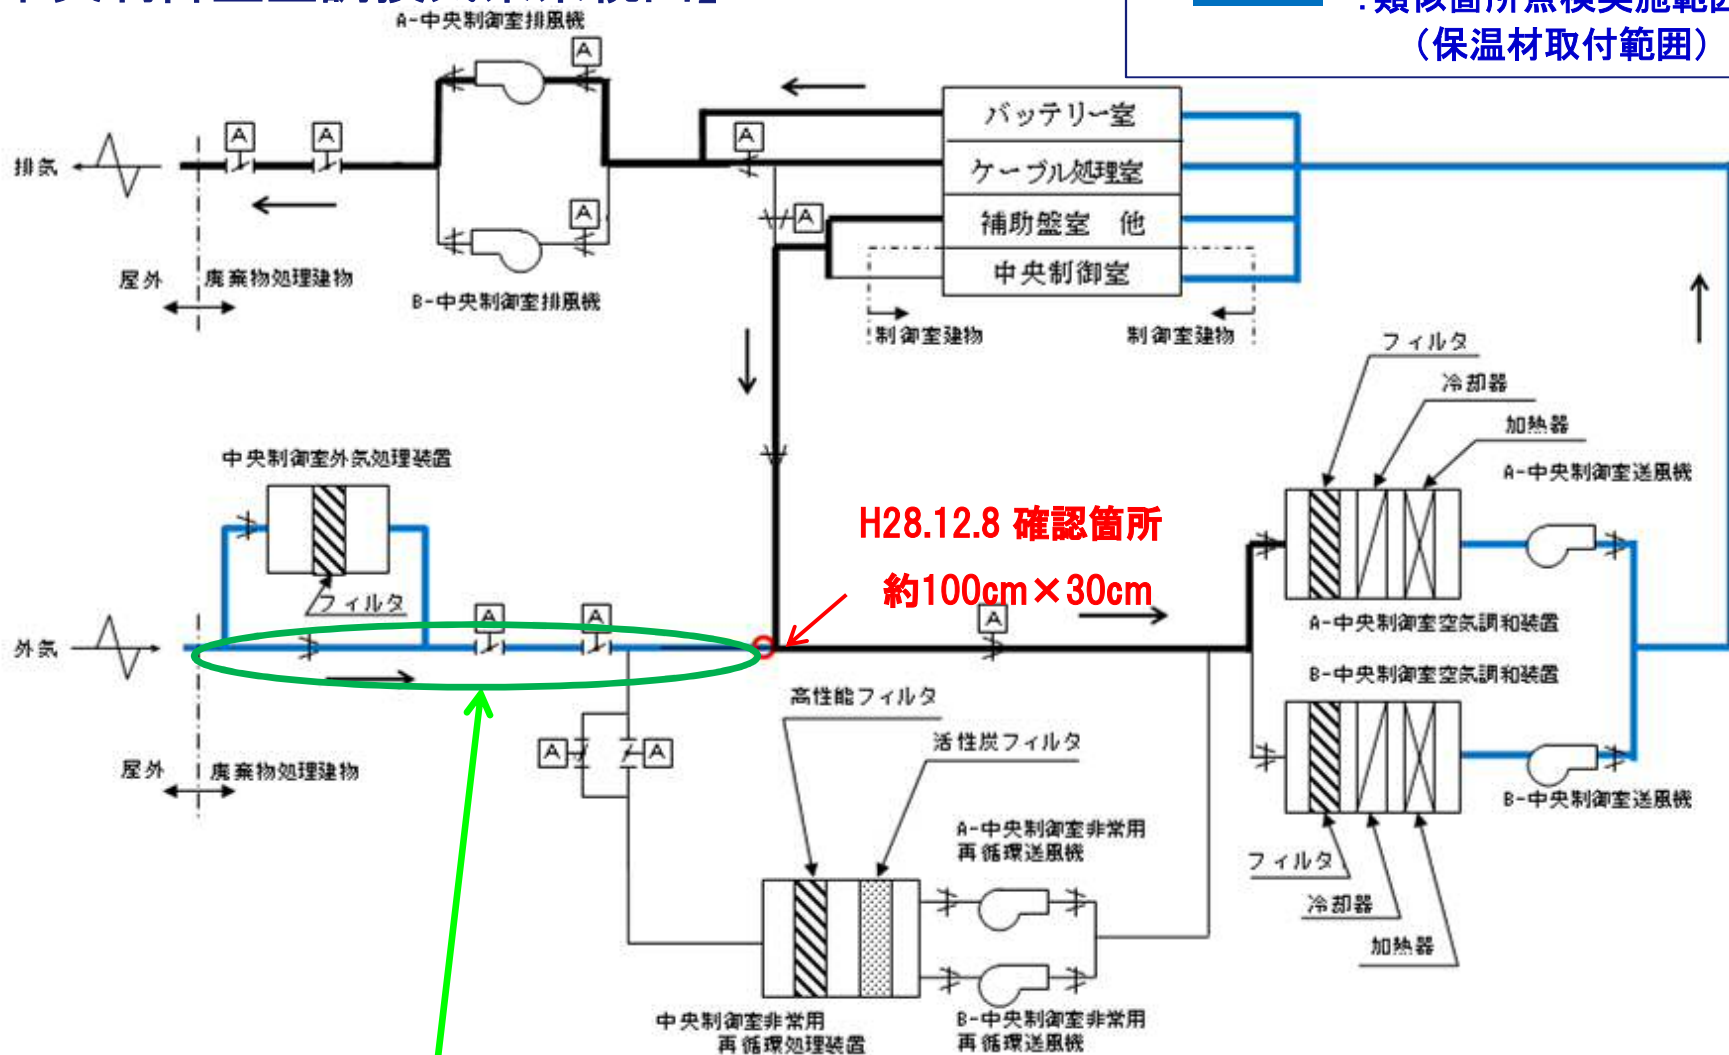 :類似箇所点検実施範囲
(保温材取付範囲)
A-中央制御室排風機
A
A
A
A
バッテリー室
ケーブル処理室
補助盤室 他
中央制御室
排気
A
A
屋外
廃棄物処理建物
B-中央制御室排風機
制御室建物
制御室建物
フィルタ
冷却器
加熱器
A-中央制御室送風機
中央制御室外気処理装置
フィルタ
H28.12.8 確認箇所
約100cm×30cm
A
A
A
外気
A-中央制御室空気調和装置
B-中央制御室空気調和装置
高性能フィルタ
活性炭フィルタ
A
A
屋外
廃棄物処理建物
B-中央制御室送風機
A-中央制御室非常用
再循環送風機
フィルタ
冷却器
加熱器
中央制御室非常用
再循環処理装置
B-中央制御室非常用
再循環送風機